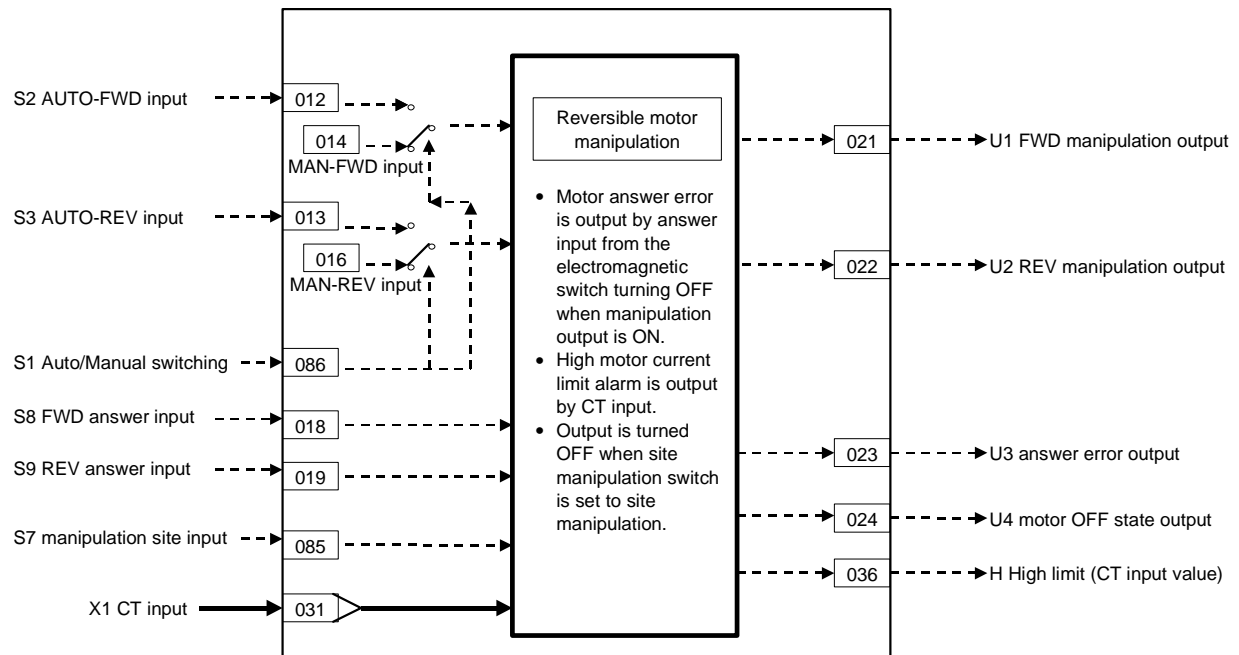 S2 AUTO-FWD input
012
014
MAN-FWD input
S3 AUTO-REV input
013
016
MAN-REV input
S1 Auto/Manual switching
086
S8 FWD answer input
018
S9 REV answer input
019
S7 manipulation site input
085
X1 CT input
031
Reversible motor
manipulation
• Motor answer error
is output by answer
input from the
electromagnetic
switch turning OFF
when manipulation
output is ON.
• High motor current
limit alarm is output
by CT input.
• Output is turned
OFF when site
manipulation switch
is set to site
manipulation.
021
U1 FWD manipulation output
022
U2 REV manipulation output
023
U3 answer error output
024
U4 motor OFF state output
036
H High limit (CT input value)